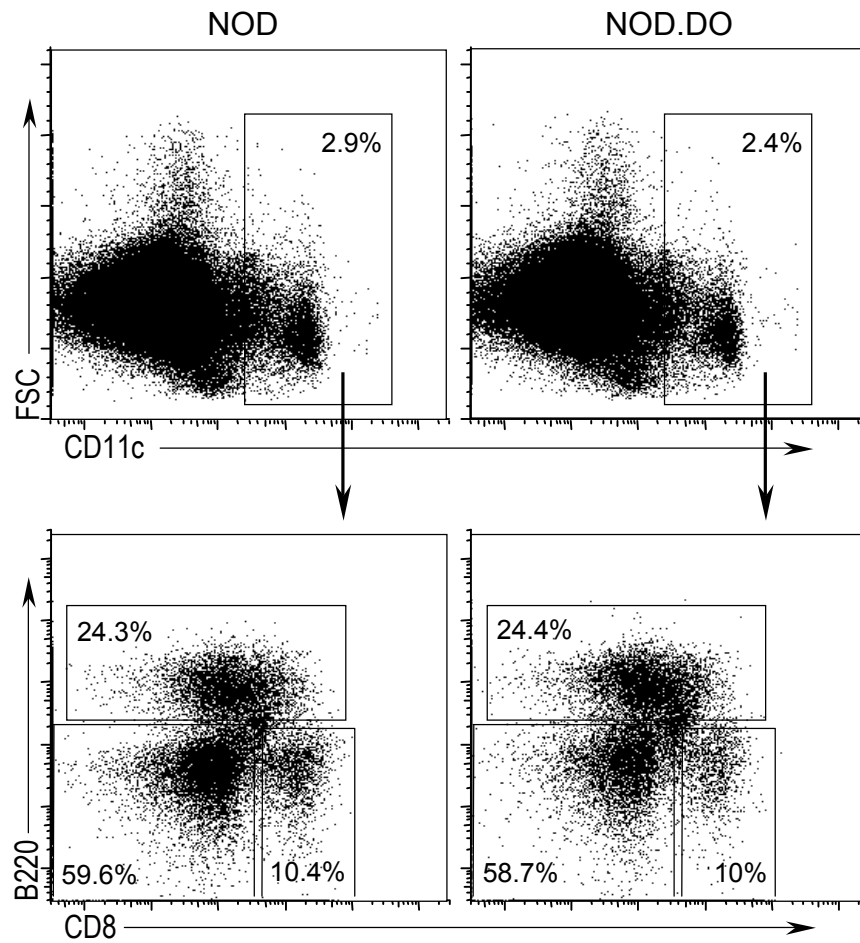 NOD NOD.DO
2.9% 2.4%
FSC
CD11c
24.3% 24.4%
59.6% 10.4% 58.7% 10%
B220
CD8